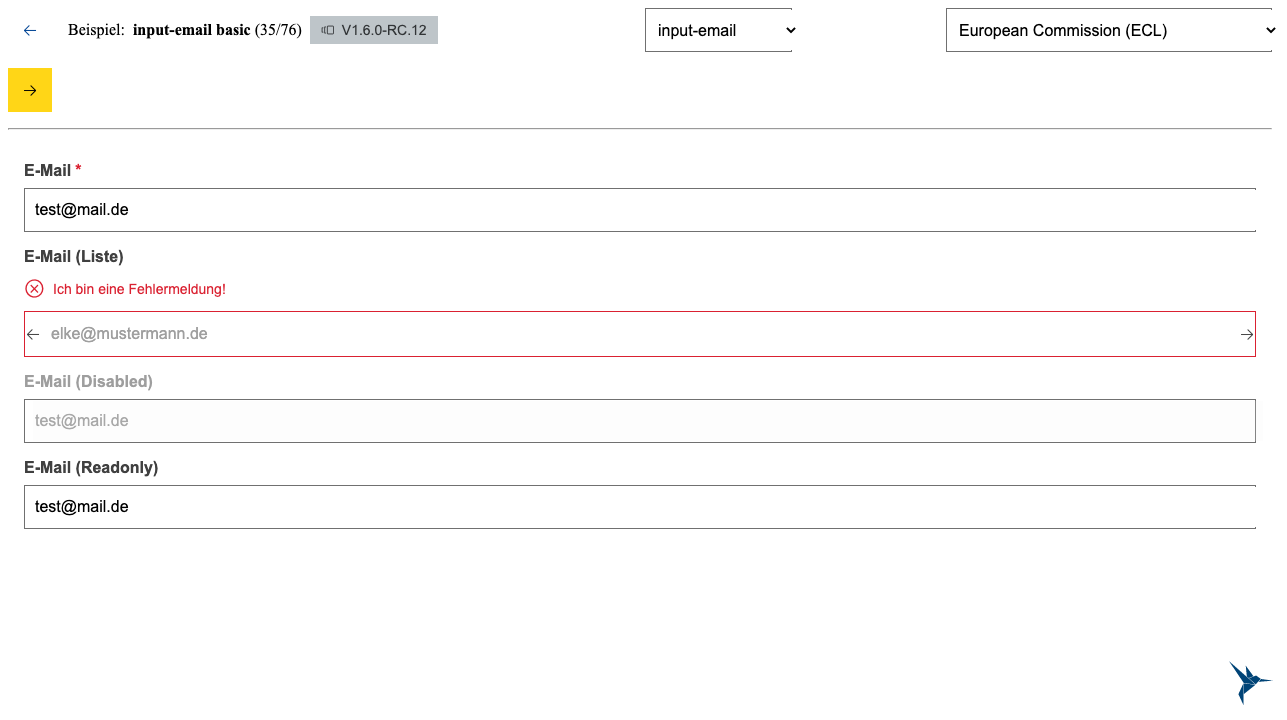 Beispiel: input-email basic (35/76) V1.6.0-RC.12 input-email European Commission (ECL)
E-Mail *
test@mail.de
E-Mail (Liste)
Ich bin eine Fehlermeldung!
elke@mustermann.de
E-Mail (Disabled)
test@mail.de
E-Mail (Readonly)
test@mail.de